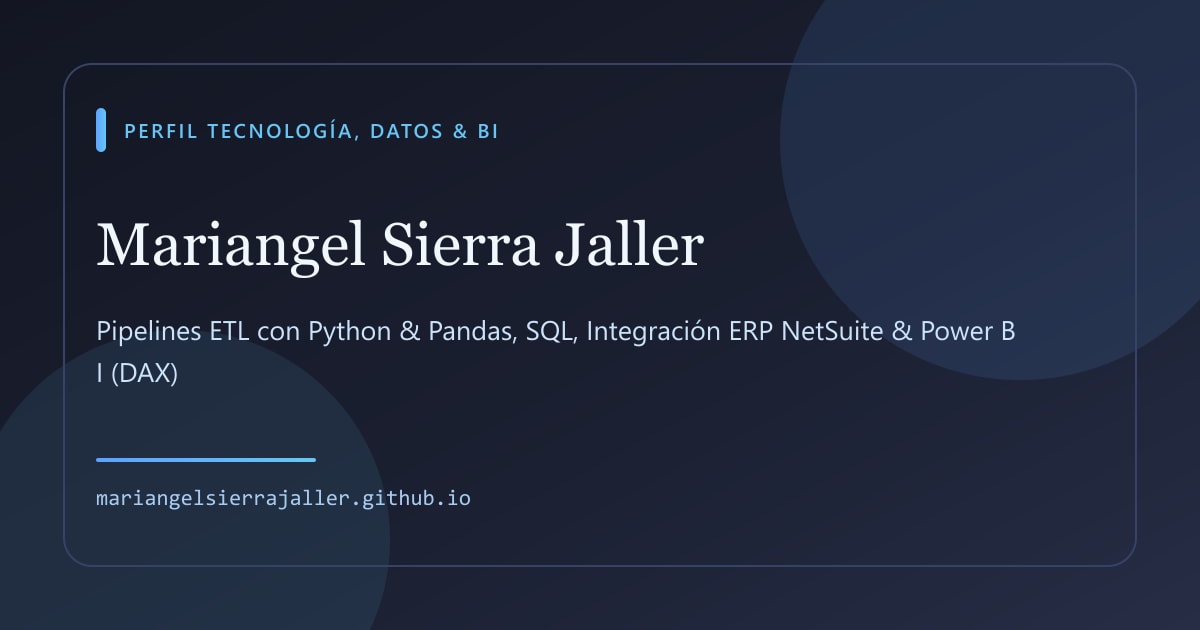 PERFIL TECNOLOGÍA, DATOS & BI
Mariangel Sierra Jaller
Pipelines ETL con Python & Pandas, SQL, Integración ERP NetSuite & Power B
I (DAX)
mariangelsierrajaller.github.io